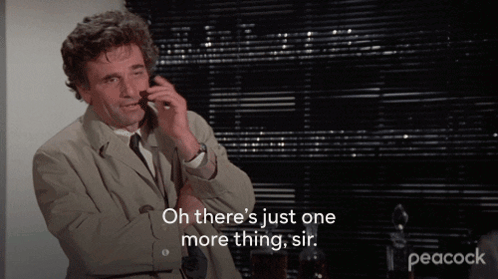 Oh there's just one
more thing, sir.
peacock